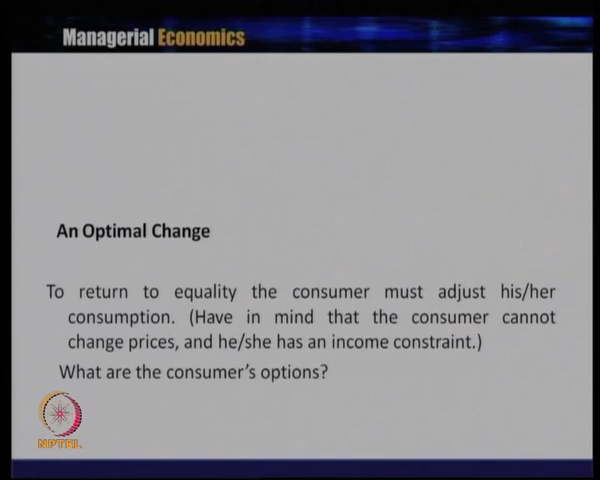 Managerial Economics
An Optimal Change
To return to equality the consumer must adjust his/her
consumption. (Have in mind that the consumer cannot
change prices, and he/she has an income constraint.)
What are the consumer's options?
NPTEL